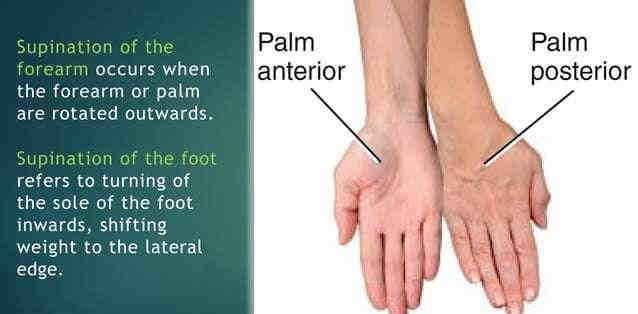 Supination of the
forearm occurs when
the forearm or palm
are rotated outwards.
Supination of the foot
refers to turning of
the sole of the foot
inwards, shifting
weight to the lateral
edge.
Palm
anterior
Palm
posterior